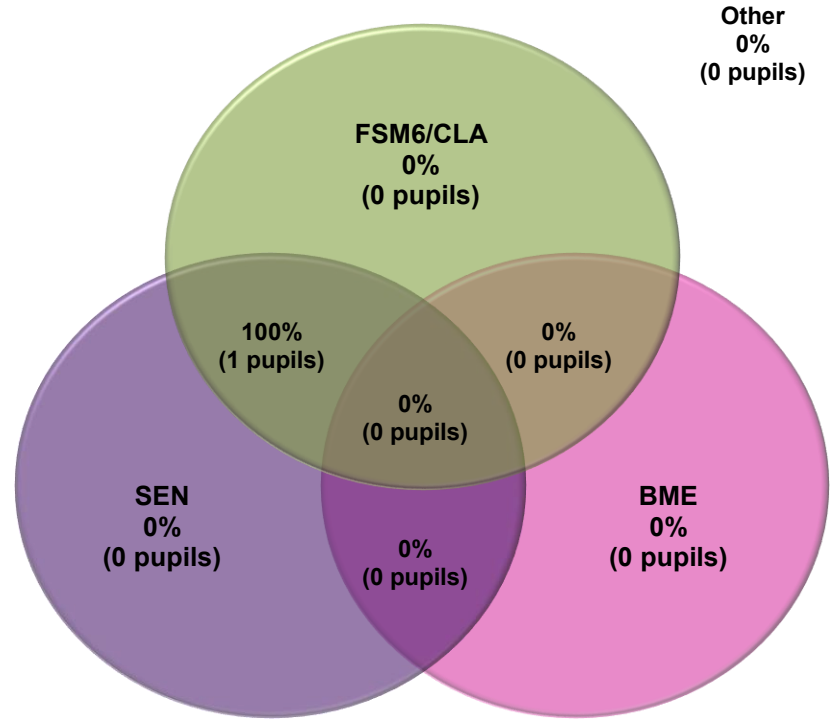 Other
0%
(0 pupils)
FSM6/CLA
0%
(0 pupils)
100%
(1 pupils)
0%
(0 pupils)
0%
(0 pupils)
SEN
0%
(0 pupils)
BME
0%
(0 pupils)
0%
(0 pupils)